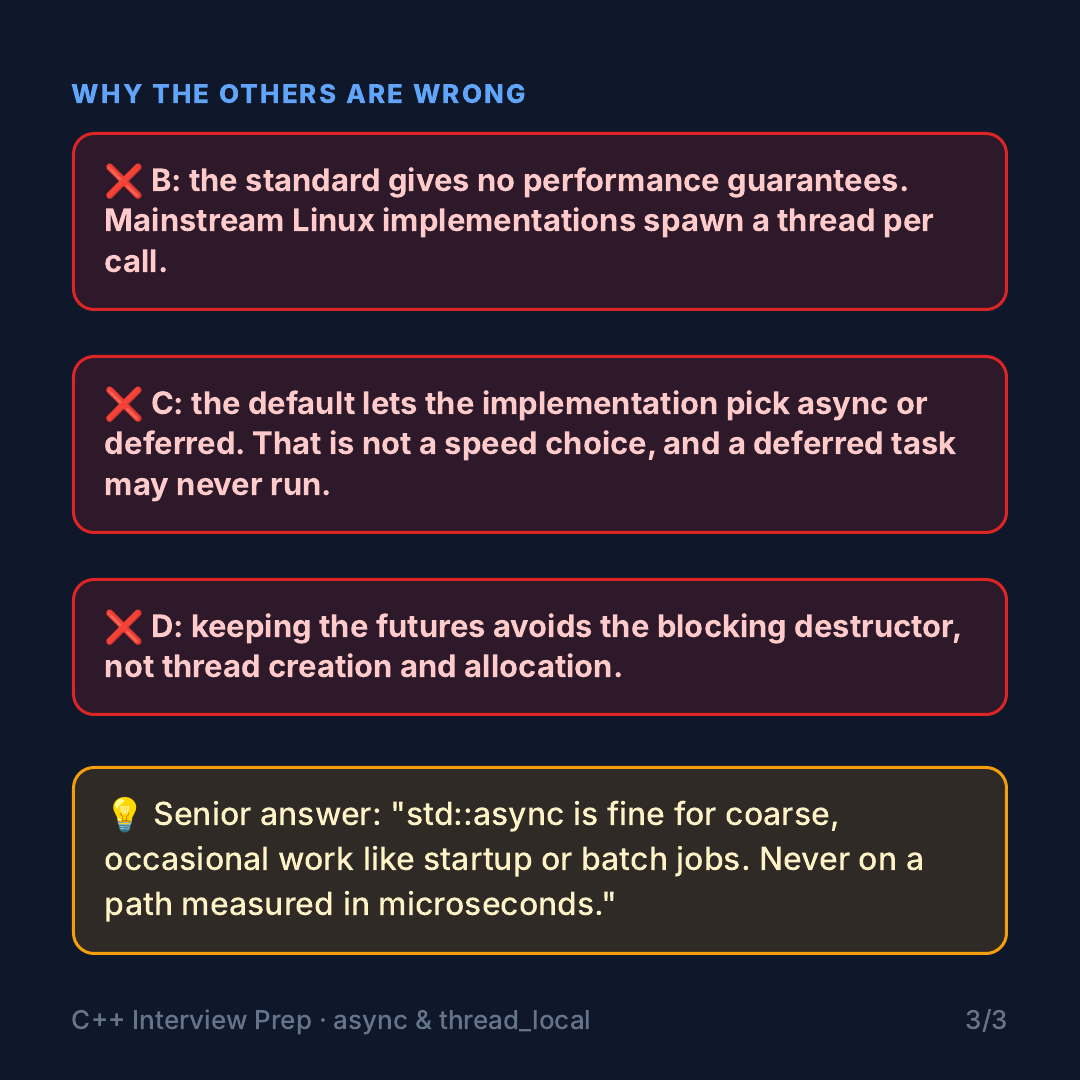 WHY THE OTHERS ARE WRONG
❌ B: the standard gives no performance guarantees.
Mainstream Linux implementations spawn a thread per
call.
❌ C: the default lets the implementation pick async or
deferred. That is not a speed choice, and a deferred task
may never run.
❌ D: keeping the futures avoids the blocking destructor,
not thread creation and allocation.
💡 Senior answer: "std::async is fine for coarse,
occasional work like startup or batch jobs. Never on a
path measured in microseconds."
C++ Interview Prep · async & thread_local
3/3